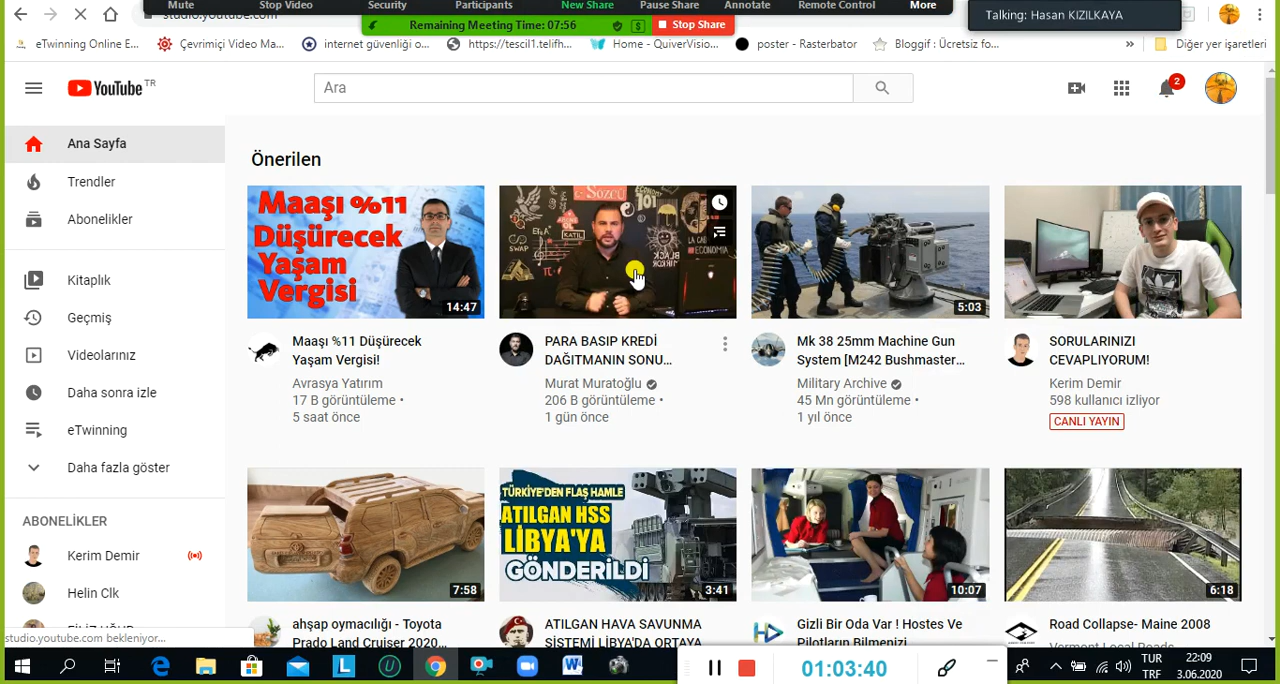 Mute Stop Video Security Participants New Share Pause Share Annotate Remote Control More
Remaining Meeting Time: 07:56 $ Stop Share
Talking: Hasan KIZILKAYA
studio.youtube.com
eTwinning Online E...
Çevrimiçi Video Ma...
internet güvenliği o...
https://tescil1.telifh...
Home - QuiverVisio...
poster - Rasterbator
Bloggif : Ücretsiz fo...
»
Diğer yer işaretleri
YouTube TR
Ara
2
Ana Sayfa
Trendler
Abonelikler
Kitaplık
Geçmiş
Videolarınız
Daha sonra izle
eTwinning
Daha fazla göster
ABONELİKLER
Kerim Demir
Helin Clk
studio.youtube.com bekleniyor...
Önerilen
Maaşı %11
Düşürecek
Yaşam
Vergisi!
14:47
Maaşı %11 Düşürecek
Yaşam Vergisi!
Avrasya Yatırım
17 B görüntüleme •
5 saat önce
Sözcü
ECONOMY
101
SWAP
KATİL
PARA BASIP KREDİ
DAĞITMANIN SONU...
Murat Muratoğlu
206 B görüntüleme •
1 gün önce
5:03
Mk 38 25mm Machine Gun
System [M242 Bushmaster...
Military Archive
45 Mn görüntüleme •
1 yıl önce
SORULARINIZI
CEVAPLIYORUM!
Kerim Demir
598 kullanıcı izliyor
CANLI YAYIN
7:58
ahşap oymacılığı - Toyota
Prado Land Cruiser 2020...
TÜRKİYE'DEN FLAŞ HAMLE
ATILGAN HSS
LİBYA'YA
GÖNDERİLDİ
3:41
ATILGAN HAVA SAVUNMA
SİSTEMİ LİBYA'DA ORTAYA
10:07
Gizli Bir Oda Var ! Hostes Ve
Pilotların Bilmeniz
6:18
Road Collapse- Maine 2008
01:03:40
TUR
TRF
22:09
3.06.2020